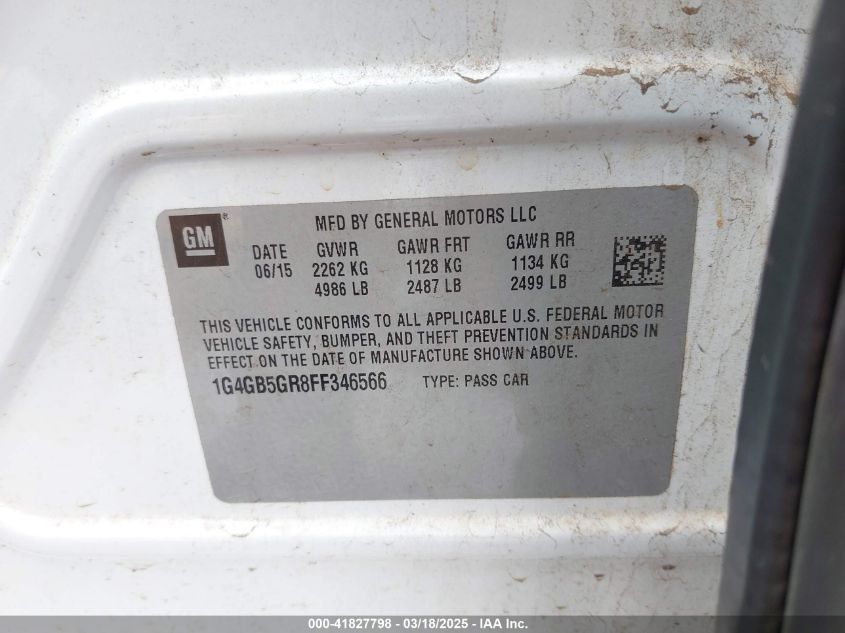 GM ®
MFD BY GENERAL MOTORS LLC
DATE GVWR GAWR FRT GAWR RR
06/15 2262 KG 1128 KG 1134 KG
4986 LB 2487 LB 2499 LB
THIS VEHICLE CONFORMS TO ALL APPLICABLE U.S. FEDERAL MOTOR
VEHICLE SAFETY, BUMPER, AND THEFT PREVENTION STANDARDS IN
EFFECT ON THE DATE OF MANUFACTURE SHOWN ABOVE.
1G4GB5GR8FF346566 TYPE: PASS CAR
000-41827798 - 03/18/2025 - IAA Inc.